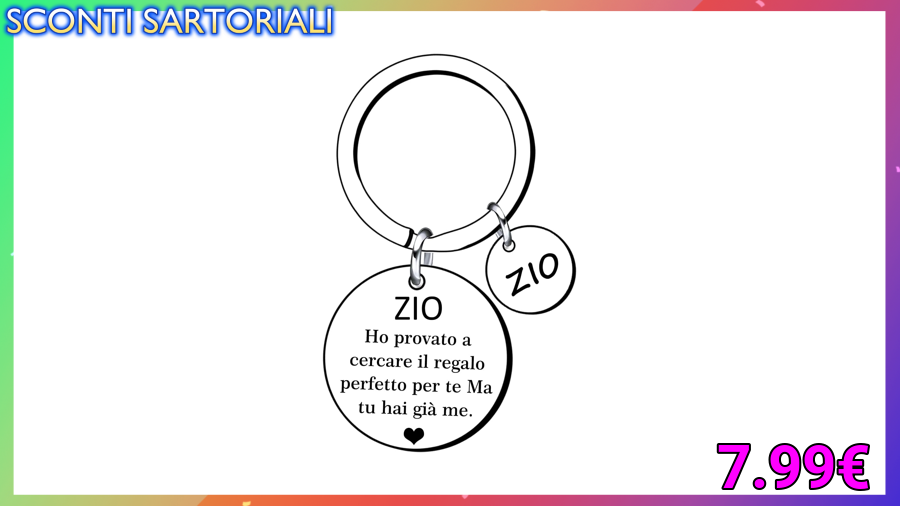 SCONTI SARTORIALI
ZIO
ZIO
Ho provato a
cercare il regalo
perfetto per te Ma
tu hai già me.
7.99€